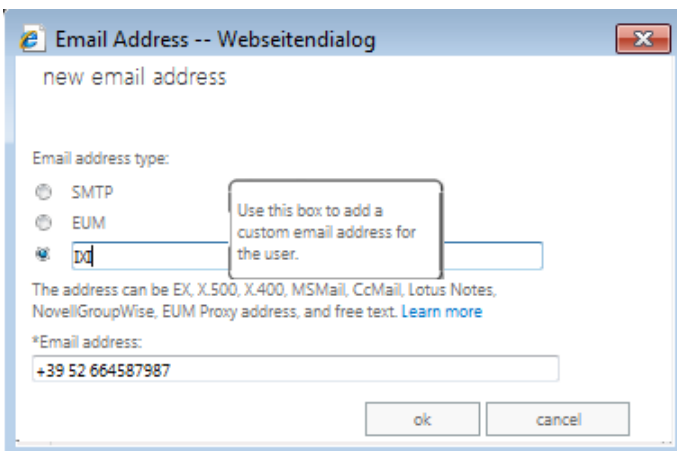 Email Address -- Webseitendialog
new email address
Email address type:
SMTP
EUM
IXI
Use this box to add a
custom email address for
the user.
The address can be EX, X.500, X.400, MSMail, CcMail, Lotus Notes,
NovellGroupWise, EUM Proxy address, and free text. Learn more
*Email address:
+39 52 664587987
ok cancel